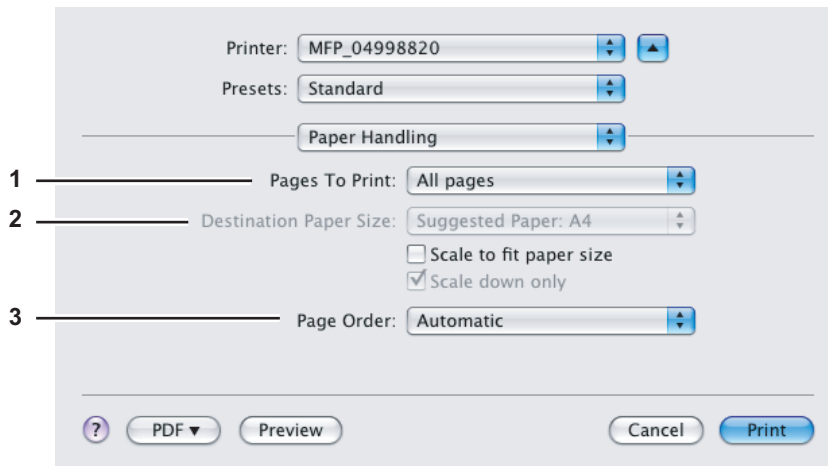 Printer: MFP_04998820
Presets: Standard
Paper Handling
1 Pages To Print: All pages
2 Destination Paper Size: Suggested Paper: A4
Scale to fit paper size
Scale down only
3 Page Order: Automatic
? PDF ▼ Preview Cancel Print